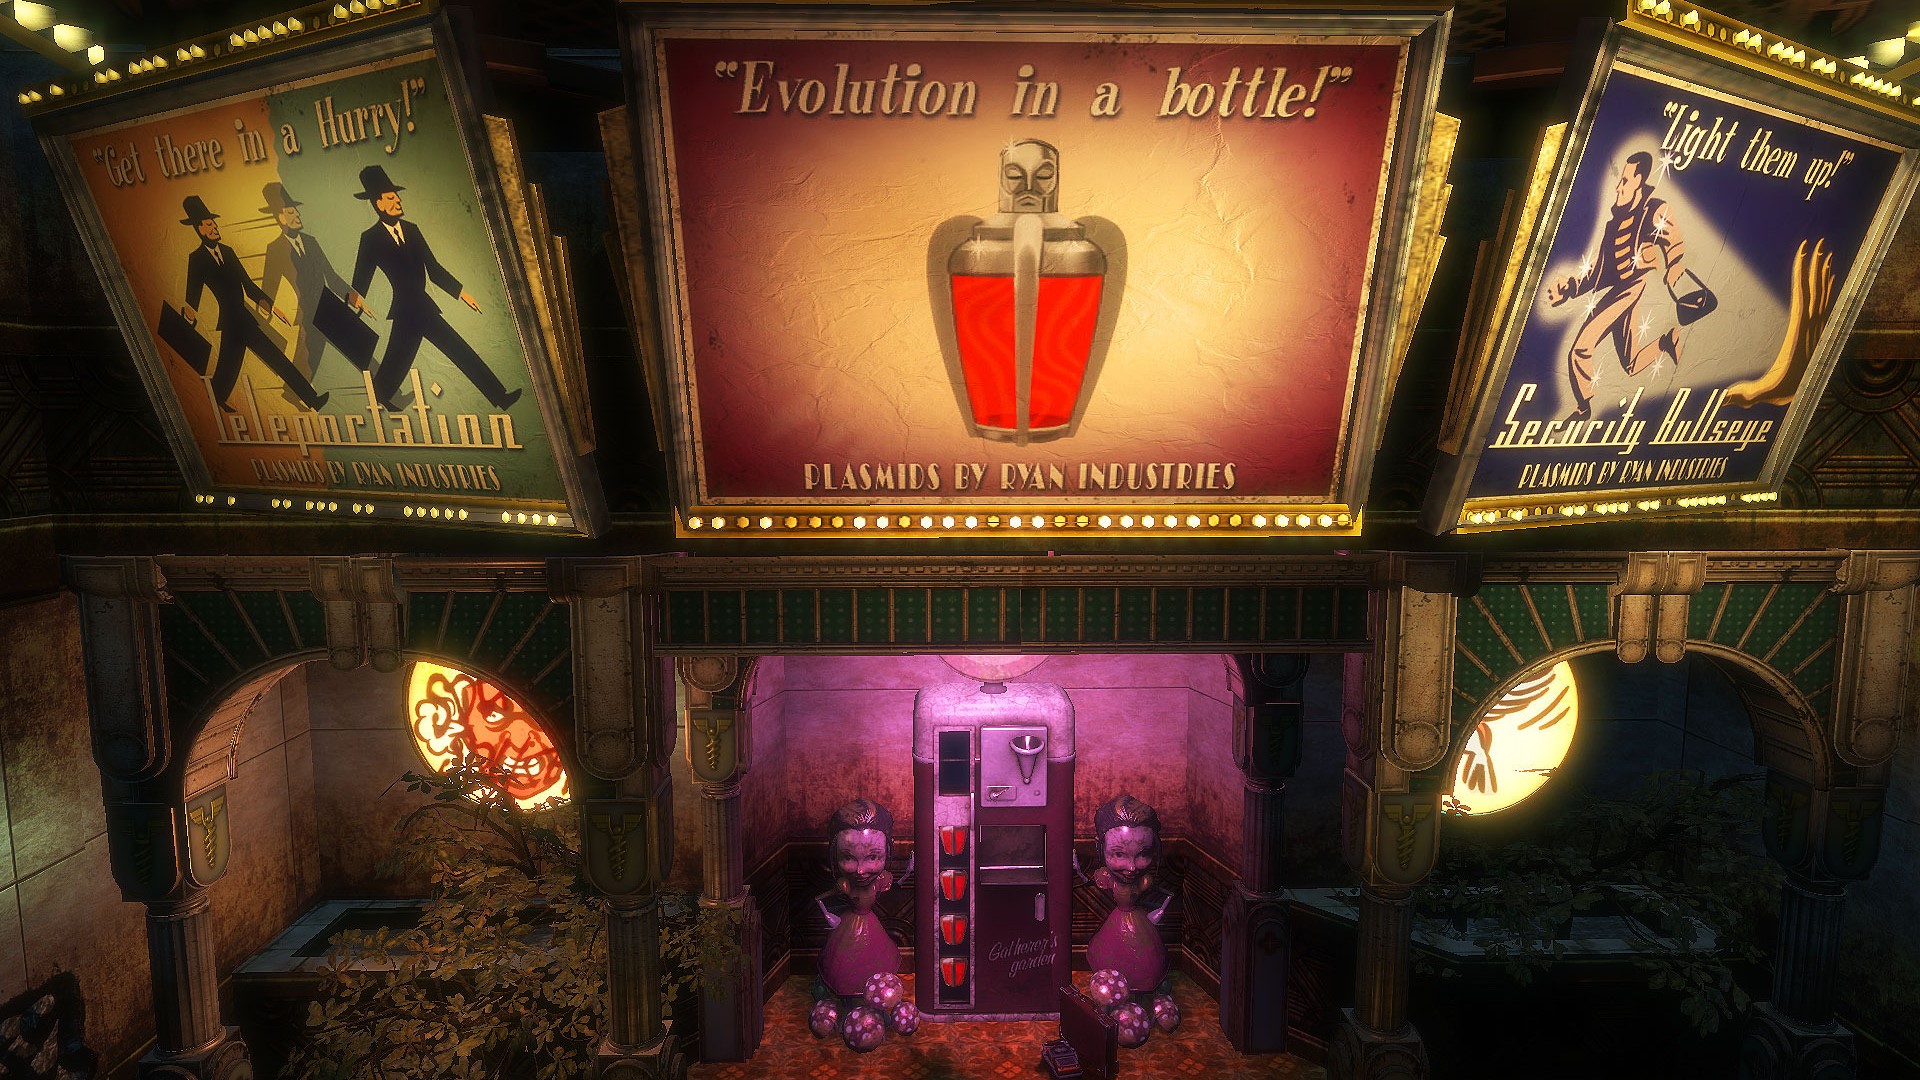 "Get there in a Hurry!"
Teleportation
PLASMIDS BY RYAN INDUSTRIES
"Evolution in a bottle!"
PLASMIDS BY RYAN INDUSTRIES
"Light them up!"
Security Bullseye
PLASMIDS BY RYAN INDUSTRIES
Gatherer's
garden